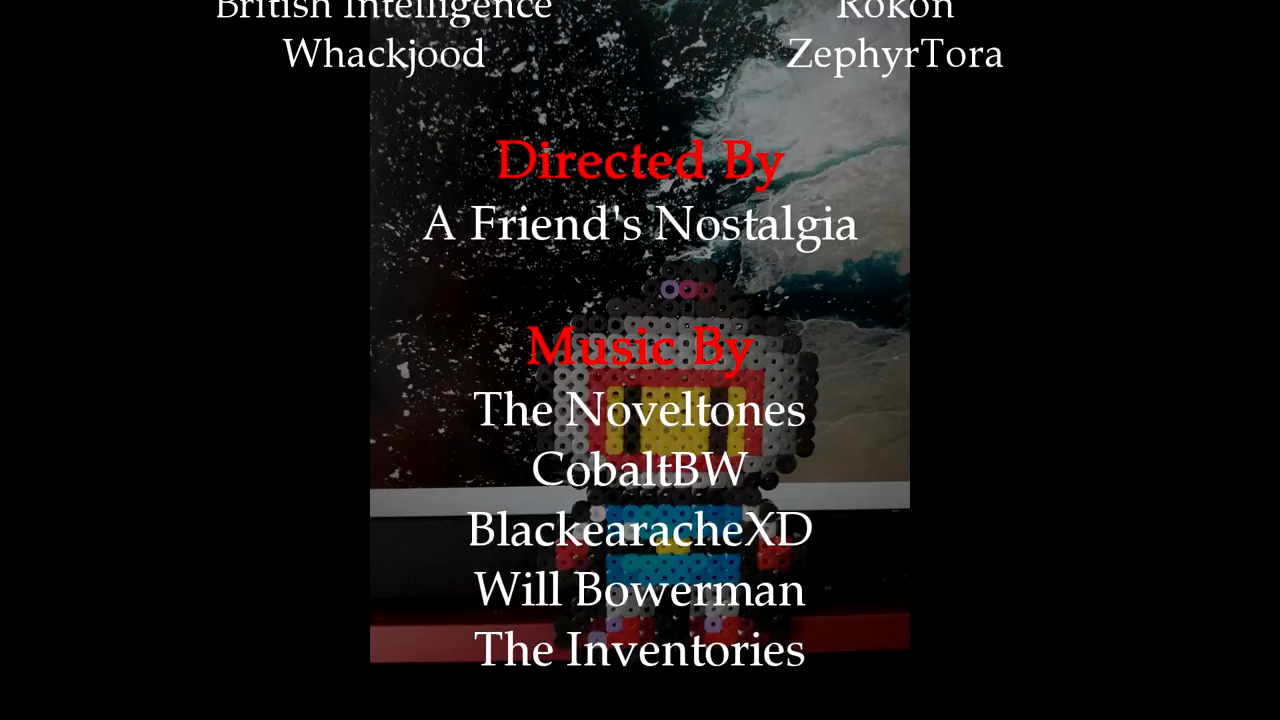 British Intelligence Rokon
Whackjood ZephyrTora
Directed By
A Friend's Nostalgia
Music By
The Noveltones
CobaltBW
BlackearacheXD
Will Bowerman
The Inventories